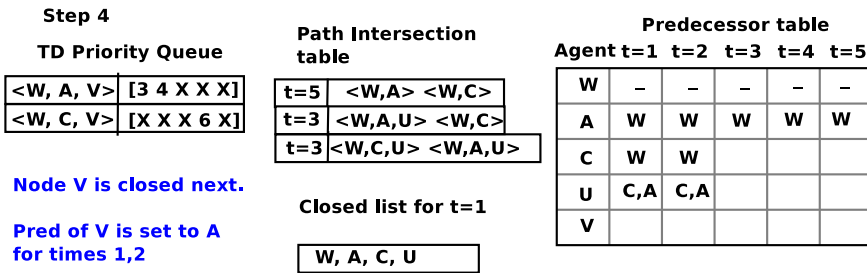 Step 4
TD Priority Queue
<W, A, V> [3 4 X X X]
<W, C, V> [X X X 6 X]
Node V is closed next.
Pred of V is set to A
for times 1,2
Path Intersection
table
t=5 <W,A> <W,C>
t=3 <W,A,U> <W,C>
t=3 <W,C,U> <W,A,U>
Closed list for t=1
W, A, C, U
Predecessor table
Agent t=1 t=2 t=3 t=4 t=5
W – – – – –
A W W W W W
C W W
U C,A C,A
V